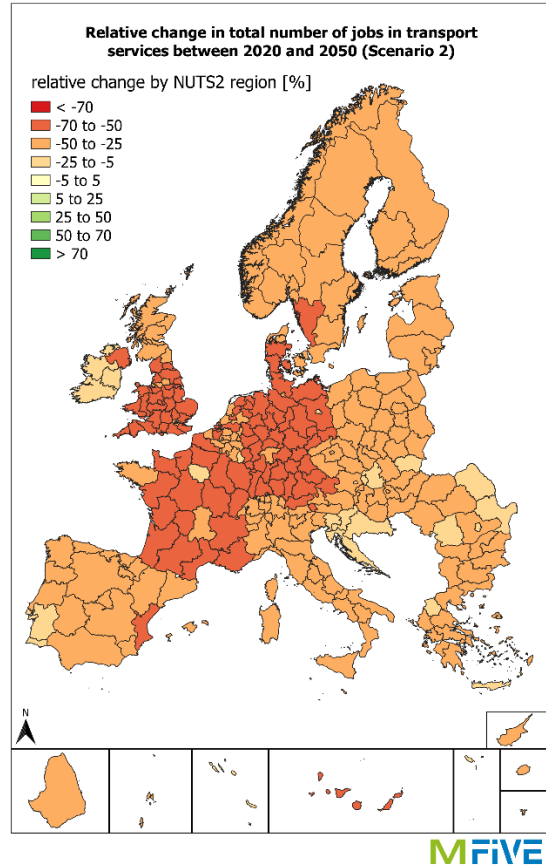 Relative change in total number of jobs in transport
services between 2020 and 2050 (Scenario 2)
relative change by NUTS2 region [%]
< -70
-70 to -50
-50 to -25
-25 to -5
-5 to 5
5 to 25
25 to 50
50 to 70
> 70
N
MFIVE